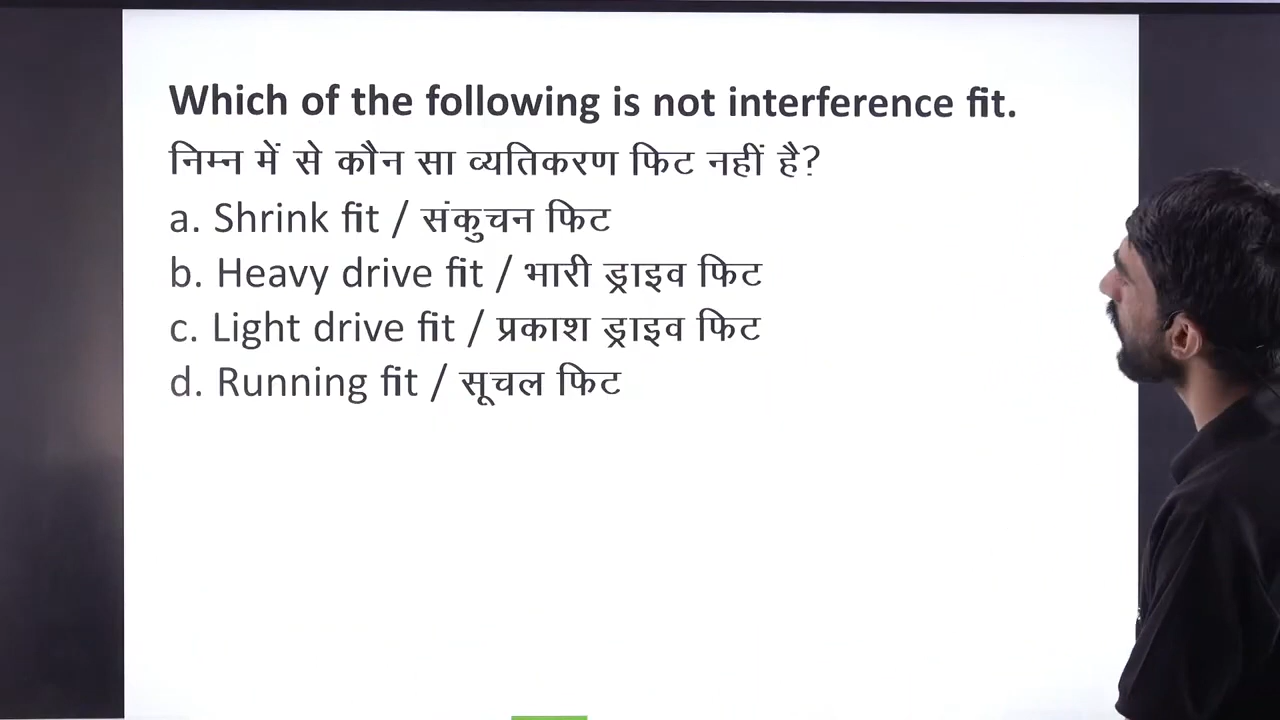 Which of the following is not interference fit.
निम्न में से कौन सा व्यतिकरण फिट नहीं है?
a. Shrink fit / संकुचन फिट
b. Heavy drive fit / भारी ड्राइव फिट
c. Light drive fit / प्रकाश ड्राइव फिट
d. Running fit / सूचल फिट